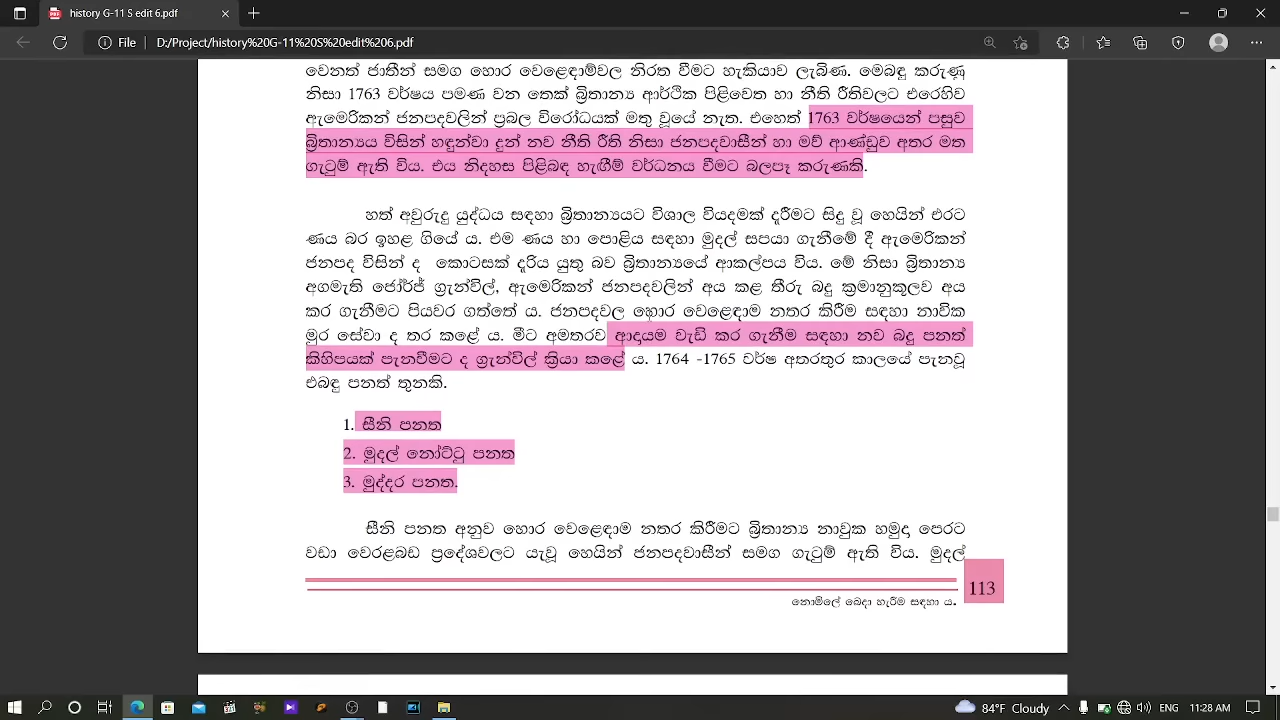 history G-11 S edit 6.pdf
File D:/Project/history%20G-11%20S%20edit%206.pdf
වෙනත් ජාතීන් සමග හොර වෙළෙඳාම්වල නිරත වීමට හැකියාව ලැබිණ. මෙබඳු කරුණු
නිසා 1763 වර්ෂය පමණ වන තෙක් බ්‍රිතාන්‍ය ආර්ථික පිළිවෙත හා නීති රීතිවලට එරෙහිව
ඇමෙරිකන් ජනපදවලින් ප්‍රබල විරෝධයක් මතු වූයේ නැත. එහෙත් 1763 වර්ෂයෙන් පසුව
බ්‍රිතාන්‍යය විසින් හඳුන්වා දුන් නව නීති රීති නිසා ජනපදවාසීන් හා මව් ආණ්ඩුව අතර මත
ගැටුම් ඇති විය. එය නිදහස පිළිබඳ හැඟීම් වර්ධනය වීමට බලපෑ කරුණකි.
හත් අවුරුදු යුද්ධය සඳහා බ්‍රිතාන්‍යයට විශාල වියදමක් දැරීමට සිදු වූ හෙයින් එරට
ණය බර ඉහළ ගියේ ය. එම ණය හා පොළිය සඳහා මුදල් සපයා ගැනීමේ දී ඇමෙරිකන්
ජනපද විසින් ද කොටසක් දැරිය යුතු බව බ්‍රිතාන්‍යයේ ආකල්පය විය. මේ නිසා බ්‍රිතාන්‍ය
අගමැති ජෝර්ජ් ග්‍රැන්විල්, ඇමෙරිකන් ජනපදවලින් අය කළ තීරු බදු ක්‍රමානුකූලව අය
කර ගැනීමට පියවර ගත්තේ ය. ජනපදවල හොර වෙළෙඳාම නතර කිරීම සඳහා නාවික
මුර සේවා ද තර කළේ ය. මීට අමතරව ආදායම වැඩි කර ගැනීම සඳහා නව බදු පනත්
කිහිපයක් පැනවීමට ද ග්‍රැන්විල් ක්‍රියා කළේ ය. 1764 -1765 වර්ෂ අතරතුර කාලයේ පැනවූ
එබඳු පනත් තුනකි.
1. සීනි පනත
2. මුදල් නෝට්ටු පනත
3. මුද්දර පනත.
සීනි පනත අනුව හොර වෙළෙඳාම නතර කිරීමට බ්‍රිතාන්‍ය නාවුක හමුදා පෙරට
වඩා වෙරළබඩ ප්‍රදේශවලට යැවූ හෙයින් ජනපදවාසීන් සමග ගැටුම් ඇති විය. මුදල්
113
නොමිලේ බෙදා හැරීම සඳහා ය.
84°F Cloudy ENG 11:28 AM